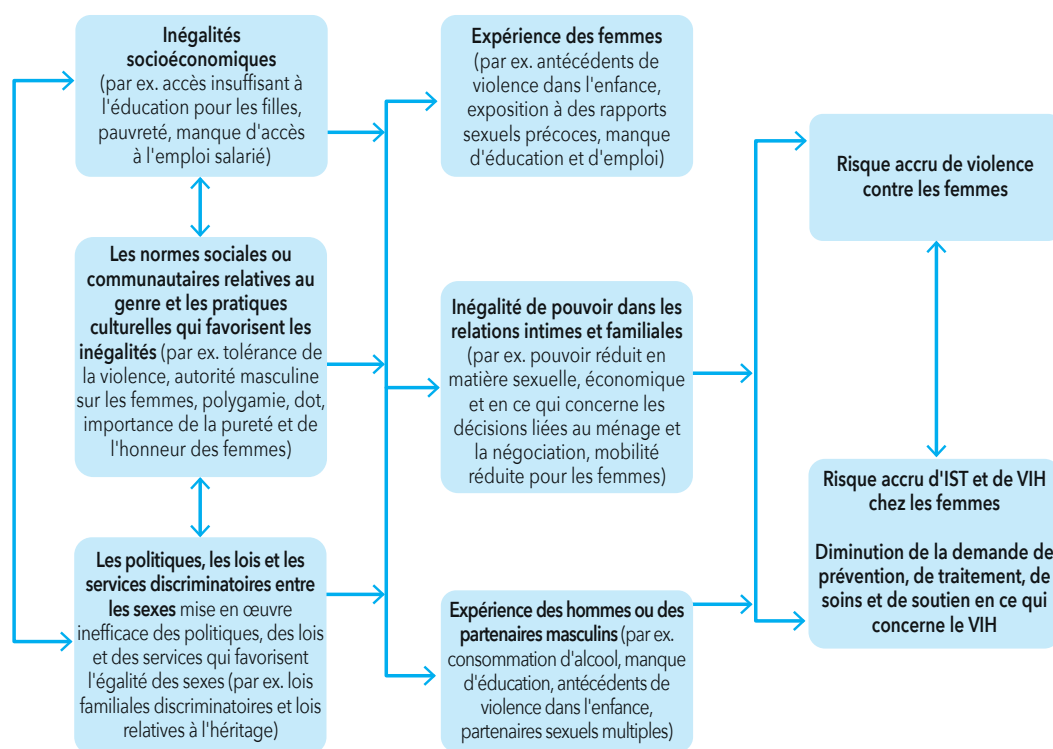 Inégalités
socioéconomiques
(par ex. accès insuffisant à
l'éducation pour les filles,
pauvreté, manque d'accès
à l'emploi salarié)
Les normes sociales ou
communautaires relatives au
genre et les pratiques
culturelles qui favorisent les
inégalités (par ex. tolérance de
la violence, autorité masculine
sur les femmes, polygamie, dot,
importance de la pureté et de
l'honneur des femmes)
Les politiques, les lois et les
services discriminatoires entre
les sexes mise en œuvre
inefficace des politiques, des lois
et des services qui favorisent
l'égalité des sexes (par ex. lois
familiales discriminatoires et lois
relatives à l'héritage)
Expérience des femmes
(par ex. antécédents de
violence dans l'enfance,
exposition à des rapports
sexuels précoces, manque
d'éducation et d'emploi)
Inégalité de pouvoir dans les
relations intimes et familiales
(par ex. pouvoir réduit en
matière sexuelle, économique
et en ce qui concerne les
décisions liées au ménage et
la négociation, mobilité
réduite pour les femmes)
Expérience des hommes ou des
partenaires masculins (par ex.
consommation d'alcool, manque
d'éducation, antécédents de
violence dans l'enfance,
partenaires sexuels multiples)
Risque accru de violence
contre les femmes
Risque accru d'IST et de VIH
chez les femmes
Diminution de la demande de
prévention, de traitement, de
soins et de soutien en ce qui
concerne le VIH